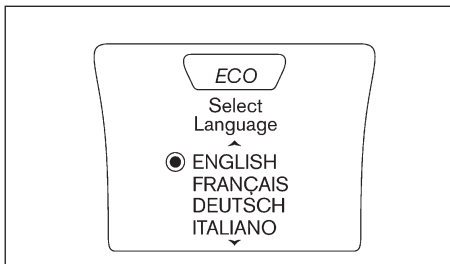 ECO
Select
Language
ENGLISH
FRANÇAIS
DEUTSCH
ITALIANO